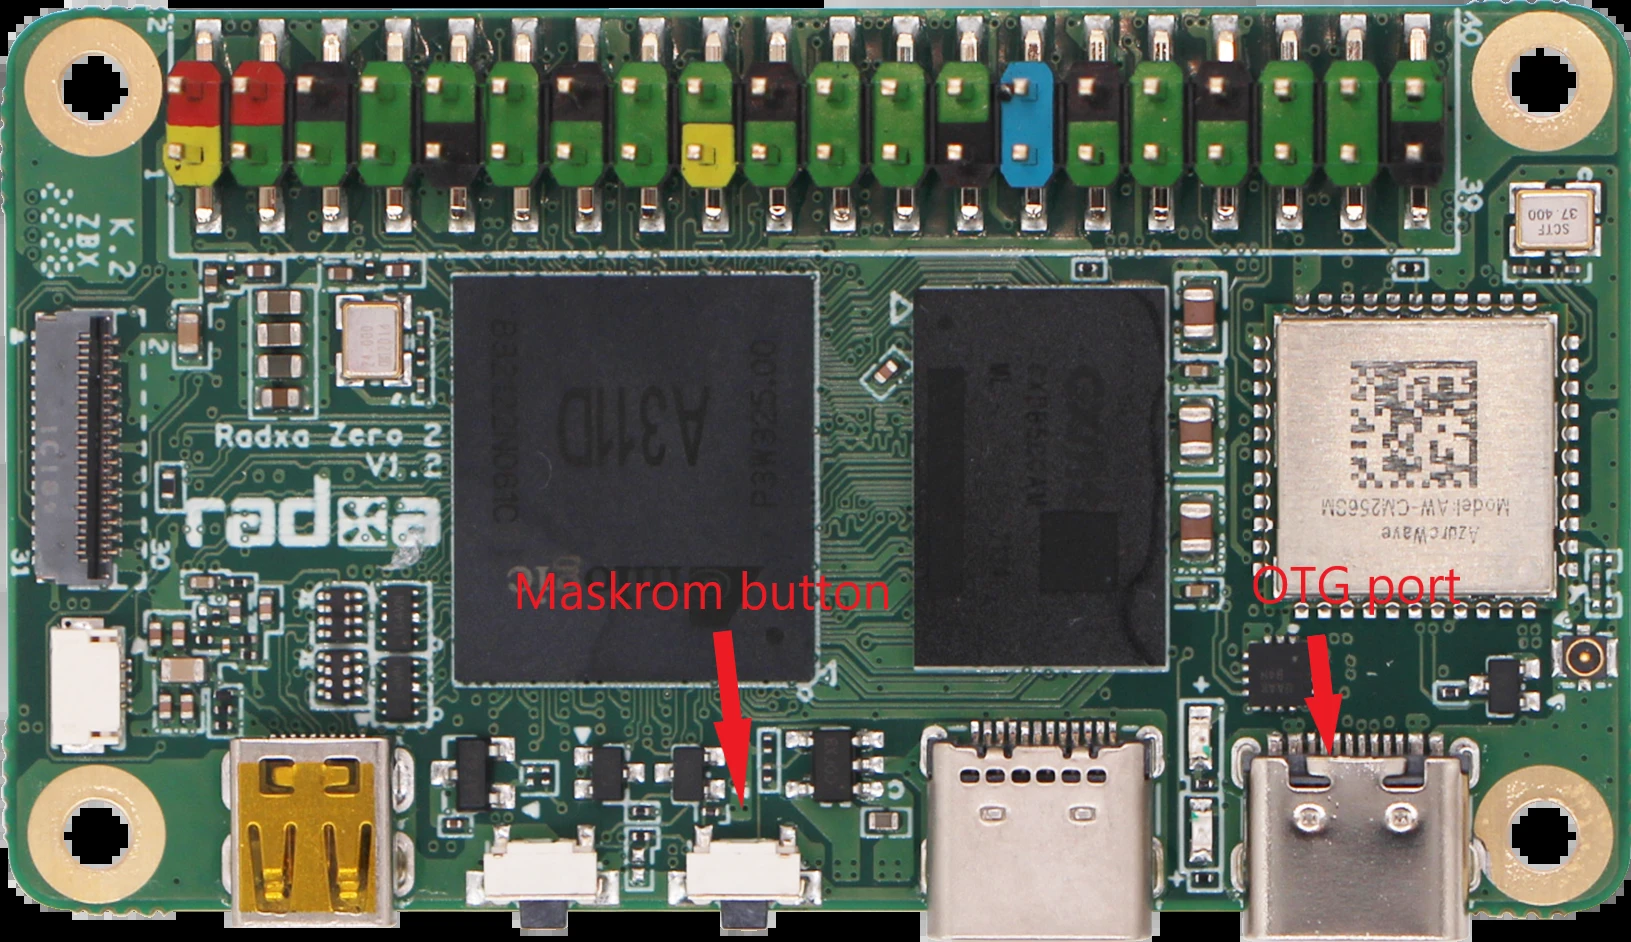 2
40
1
39
K.2
ZBX
SCTF
37.400
2
30
31
Radxa Zero 2
V1.2
radxa
A311D
Maskrom button
OTG port
Model:AW-CM256SM
AzureWave
+
+